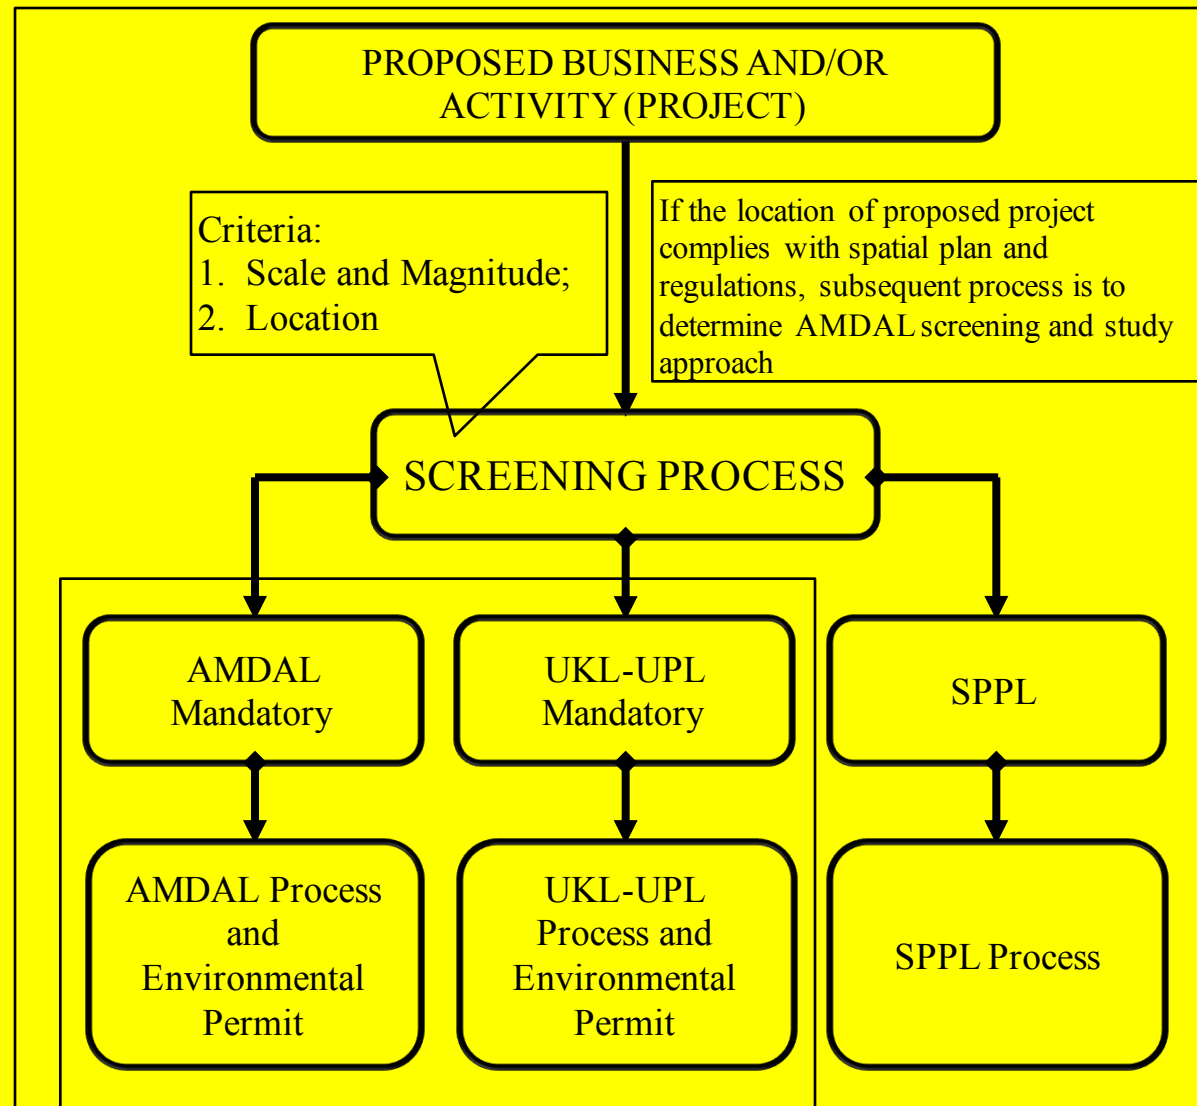 PROPOSED BUSINESS AND/OR
ACTIVITY (PROJECT)
Criteria:
1. Scale and Magnitude;
2. Location
If the location of proposed project
complies with spatial plan and
regulations, subsequent process is to
determine AMDAL screening and study
approach
SCREENING PROCESS
AMDAL
Mandatory
UKL-UPL
Mandatory
SPPL
AMDAL Process
and
Environmental
Permit
UKL-UPL
Process and
Environmental
Permit
SPPL Process